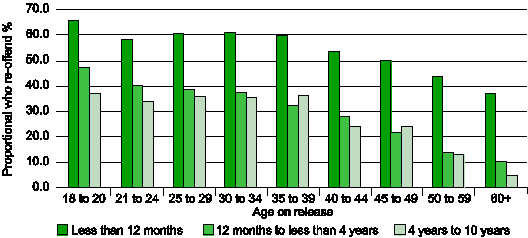 70.0
60.0
50.0
40.0
30.0
20.0
10.0
0.0
Proportional who re-offend %
18 to 20 21 to 24 25 to 29 30 to 34 35 to 39 40 to 44 45 to 49 50 to 59 60+
Age on release
Less than 12 months 12 months to less than 4 years 4 years to 10 years